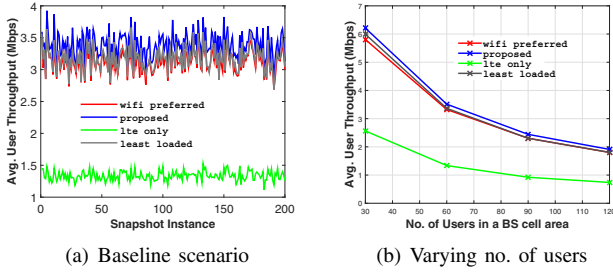 Avg. User Throughput (Mbps)
4
3.5
3
2.5
2
1.5
1
wifi preferred
proposed
lte only
least loaded
0 50 100 150 200
Snapshot Instance
(a) Baseline scenario
Avg. User Throughput (Mbps)
7
6
5
4
3
2
1
0
wifi preferred
proposed
lte only
least loaded
30 40 50 60 70 80 90 100 110 120
No. of Users in a BS cell area
(b) Varying no. of users